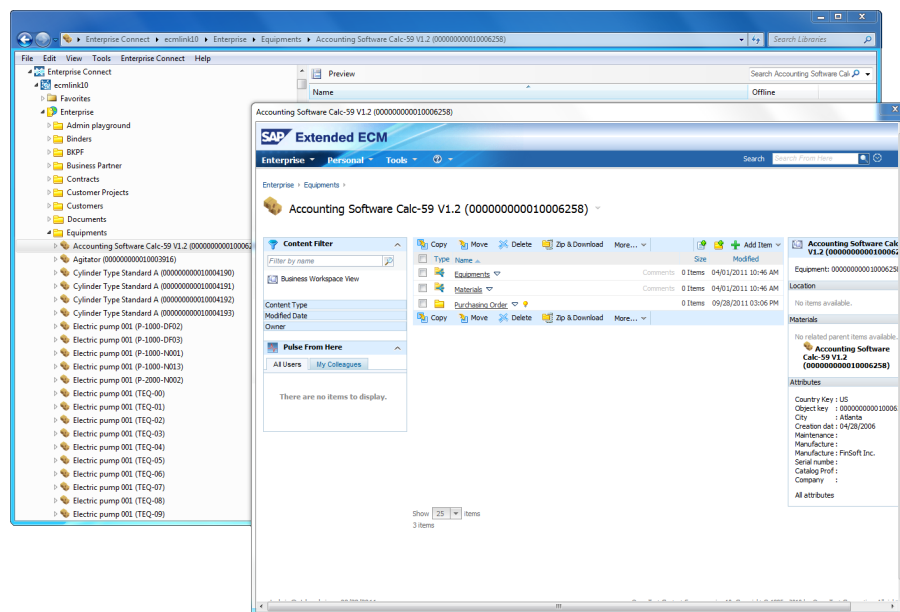 Enterprise Connect ▸ ecmlink10 ▸ Enterprise ▸ Equipments ▸ Accounting Software Calc-59 V1.2 (000000000010006258)
Search Libraries
File Edit View Tools Enterprise Connect Help
Enterprise Connect
ecmlink10
Favorites
Enterprise
Admin playground
Binders
BKPF
Business Partner
Contracts
Customer Projects
Customers
Documents
Equipments
Accounting Software Calc-59 V1.2 (0000000000100062
Agitator (000000000010003916)
Cylinder Type Standard A (000000000010004190)
Cylinder Type Standard A (000000000010004191)
Cylinder Type Standard A (000000000010004192)
Cylinder Type Standard A (000000000010004193)
Electric pump 001 (P-1000-DF02)
Electric pump 001 (P-1000-DF03)
Electric pump 001 (P-1000-N001)
Electric pump 001 (P-1000-N013)
Electric pump 001 (P-2000-N002)
Electric pump 001 (TEQ-00)
Electric pump 001 (TEQ-01)
Electric pump 001 (TEQ-02)
Electric pump 001 (TEQ-03)
Electric pump 001 (TEQ-04)
Electric pump 001 (TEQ-05)
Electric pump 001 (TEQ-06)
Electric pump 001 (TEQ-07)
Electric pump 001 (TEQ-08)
Electric pump 001 (TEQ-09)
Preview
Search Accounting Software Calc
Name Offline
Accounting Software Calc-59 V1.2 (000000000010006258)
SAP Extended ECM
Enterprise Personal Tools
Search Search From Here
Enterprise › Equipments ›
Accounting Software Calc-59 V1.2 (000000000010006258)
Content Filter
Filter by name
Business Workspace View
Content Type
Modified Date
Owner
Pulse From Here
All Users My Colleagues
There are no items to display.
Copy Move Delete Zip & Download More... Add Item
Type Name Size Modified
Equipments Comments 0 Items 04/01/2011 10:46 AM
Materials Comments 0 Items 04/01/2011 10:46 AM
Purchasing Order 0 Items 09/28/2011 03:06 PM
Copy Move Delete Zip & Download More...
Show 25 items
3 items
Accounting Software Calc
V1.2 (0000000000100062
Equipment: 0000000000100062
Location
No items available.
Materials
No related parent items available.
Accounting Software
Calc-59 V1.2
(000000000010006258)
Attributes
Country Key : US
Object key : 000000000010006
City : Atlanta
Creation dat : 04/28/2006
Maintenance :
Manufacture :
Manufacture : FinSoft Inc.
Serial numbe :
Catalog Prof :
Company :
All attributes